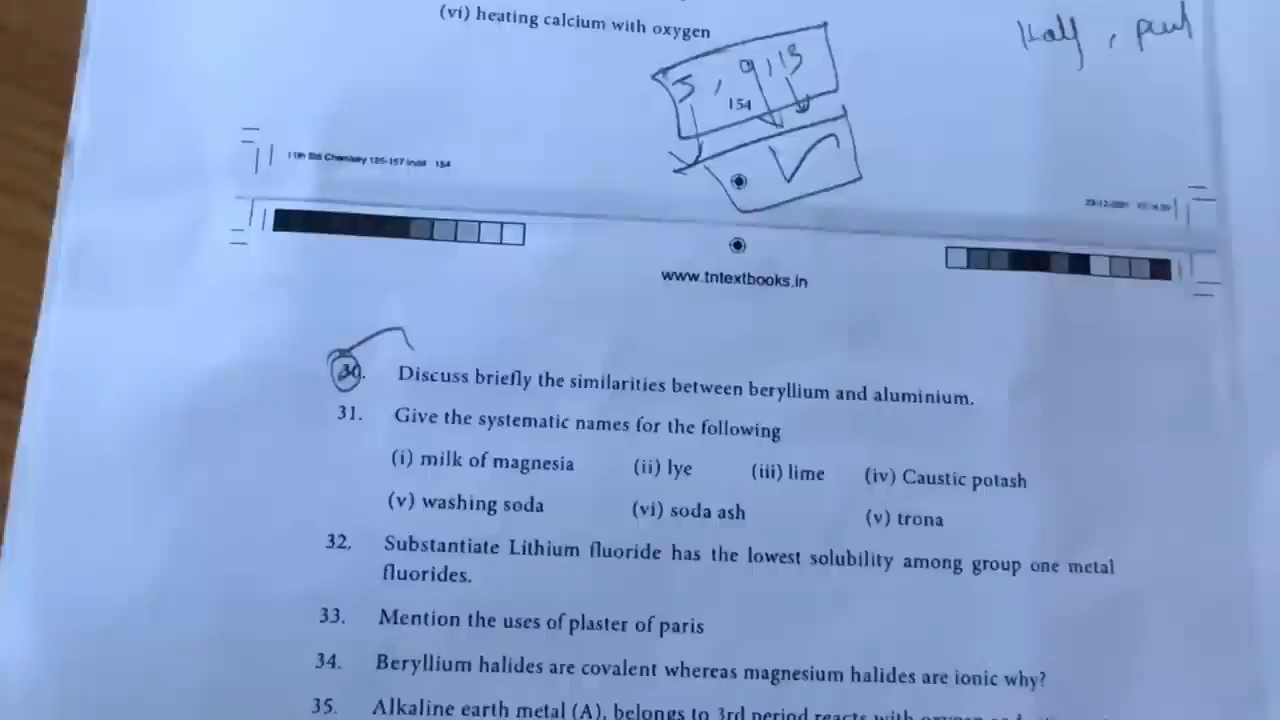 (vi) heating calcium with oxygen
Half ,
5 , 9 , 13
154
11th Std Chemistry 125-157.indd 154
www.tntextbooks.in
30. Discuss briefly the similarities between beryllium and aluminium.
31. Give the systematic names for the following
(i) milk of magnesia (ii) lye (iii) lime (iv) Caustic potash
(v) washing soda (vi) soda ash (v) trona
32. Substantiate Lithium fluoride has the lowest solubility among group one metal
fluorides.
33. Mention the uses of plaster of paris
34. Beryllium halides are covalent whereas magnesium halides are ionic why?
35. Alkaline earth metal (A), belongs to 3rd period reacts with oxygen